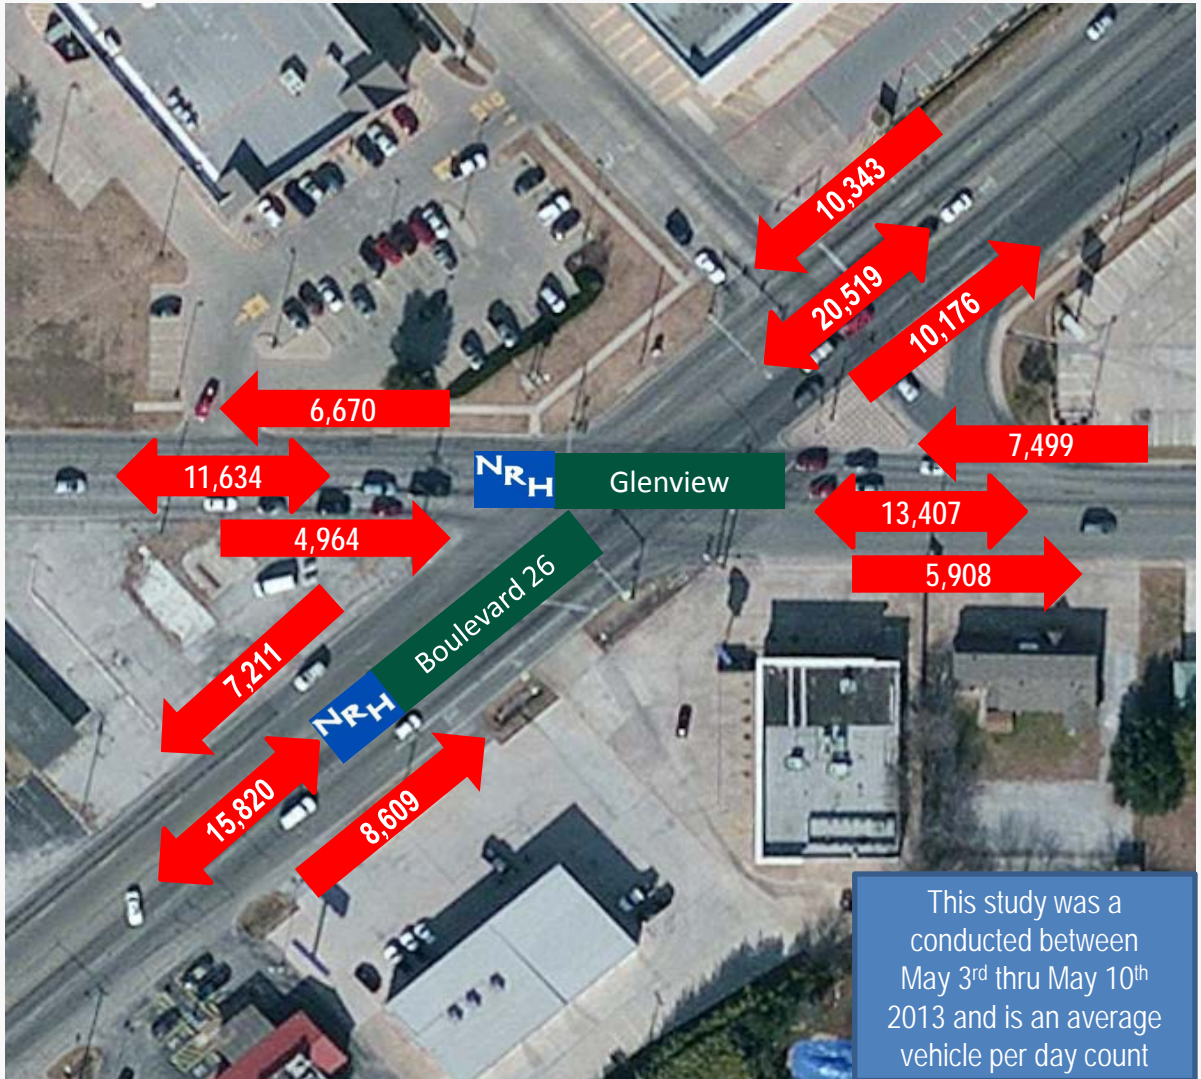 10,343
20,519
10,176
6,670
7,499
11,634
NRH Glenview
13,407
4,964
5,908
NRH Boulevard 26
7,211
15,820
8,609
This study was a
conducted between
May 3rd thru May 10th
2013 and is an average
vehicle per day count